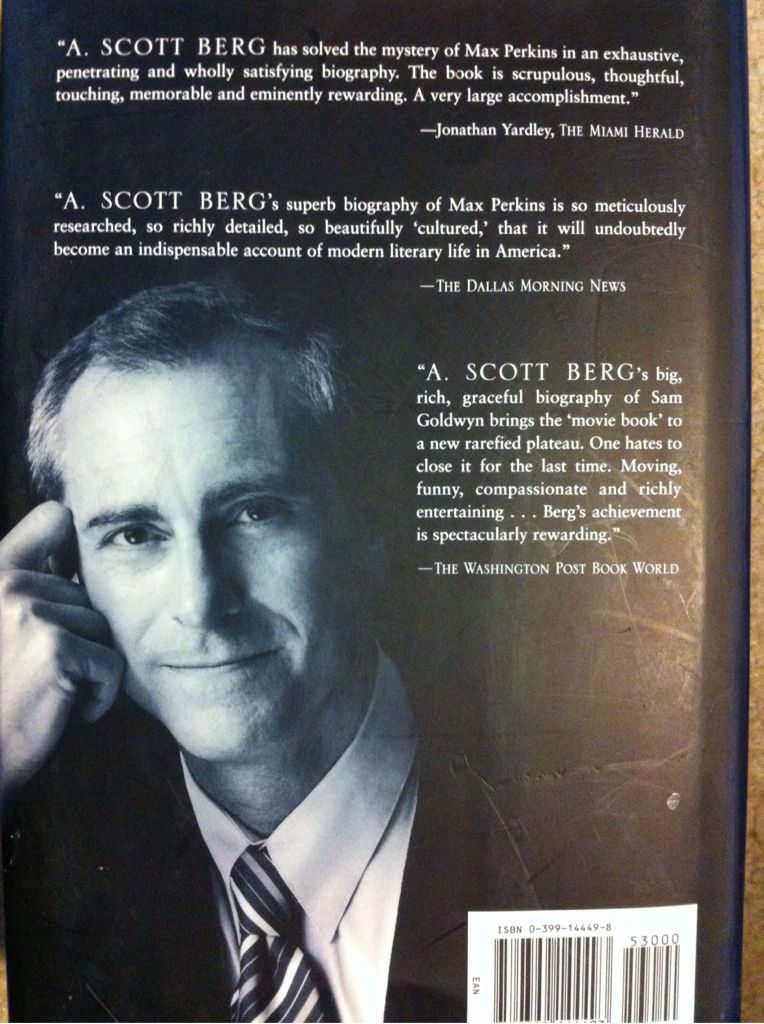 “A. SCOTT BERG has solved the mystery of Max Perkins in an exhaustive,
penetrating and wholly satisfying biography. The book is scrupulous, thoughtful,
touching, memorable and eminently rewarding. A very large accomplishment.”
—Jonathan Yardley, THE MIAMI HERALD
“A. SCOTT BERG’s superb biography of Max Perkins is so meticulously
researched, so richly detailed, so beautifully ‘cultured,’ that it will undoubtedly
become an indispensable account of modern literary life in America.”
—THE DALLAS MORNING NEWS
“A. SCOTT BERG’s big,
rich, graceful biography of Sam
Goldwyn brings the ‘movie book’ to
a new rarefied plateau. One hates to
close it for the last time. Moving,
funny, compassionate and richly
entertaining . . . Berg’s achievement
is spectacularly rewarding.”
—THE WASHINGTON POST BOOK WORLD
ISBN 0-399-14449-8
53000
EAN